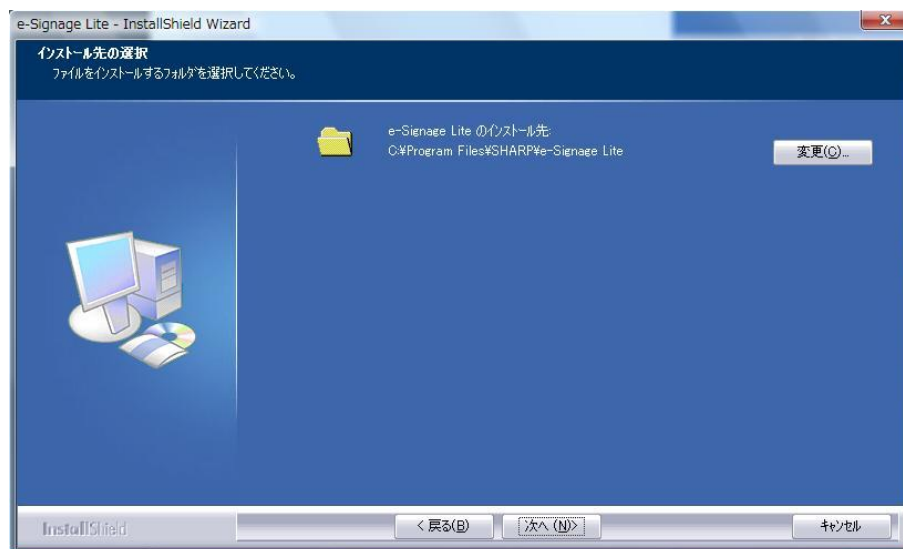 e-Signage Lite - InstallShield Wizard
インストール先の選択
ファイルをインストールするフォルダを選択してください。
e-Signage Lite のインストール先:
C:¥Program Files¥SHARP¥e-Signage Lite
変更(C)...
InstallShield
< 戻る(B)
次へ (N)>
キャンセル